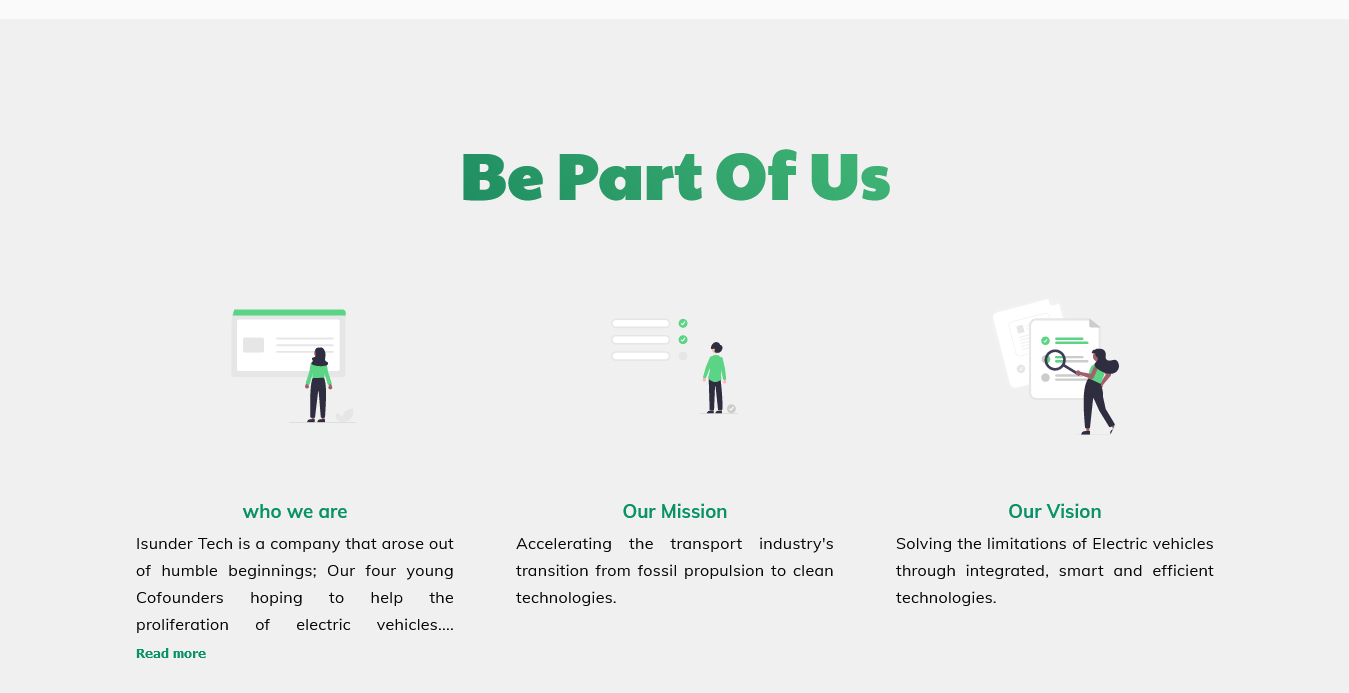 Be Part Of Us
who we are
Isunder Tech is a company that arose out
of humble beginnings; Our four young
Cofounders hoping to help the
proliferation of electric vehicles....
Read more
Our Mission
Accelerating the transport industry's
transition from fossil propulsion to clean
technologies.
Our Vision
Solving the limitations of Electric vehicles
through integrated, smart and efficient
technologies.